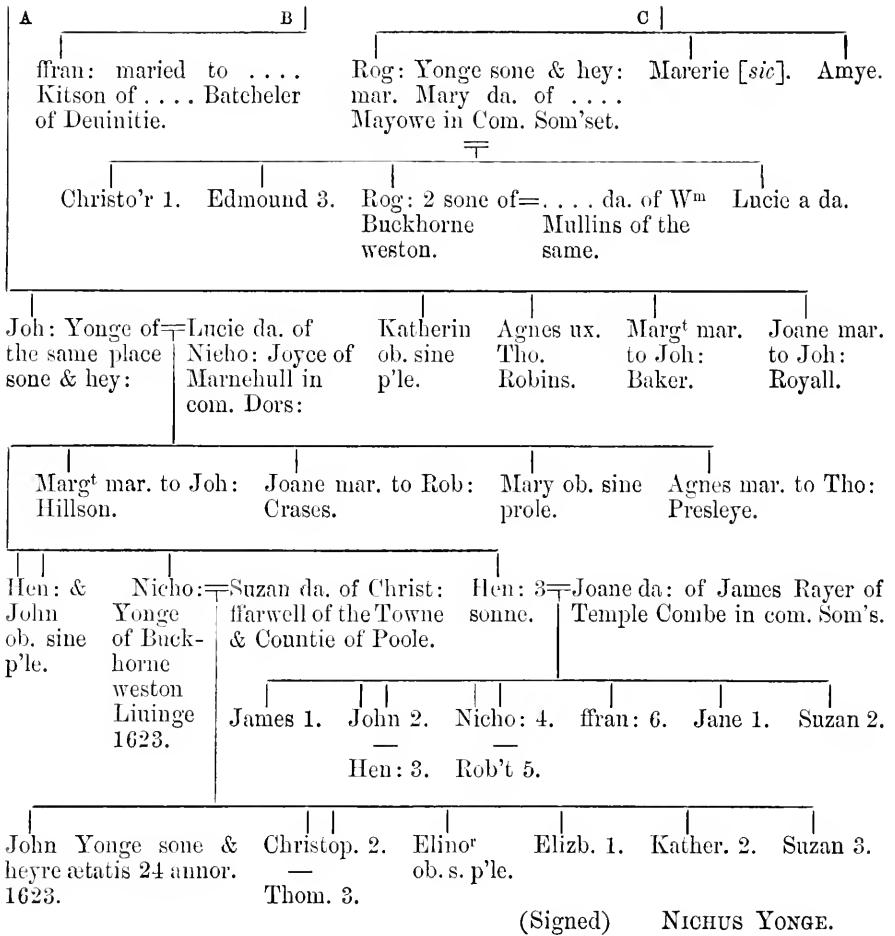 A B C
ffran: maried to . . . .
Kitson of . . . . Batcheler
of Deuinitie.
Rog: Yonge sone & hey:
mar. Mary da. of . . . .
Mayowe in Com. Som'set.
Marerie [sic].
Amye.
Christo'r 1.
Edmound 3.
Rog: 2 sone of
Buckhorne
weston.
=. . . . da. of Wm
Mullins of the
same.
Lucie a da.
Joh: Yonge of
the same place
sone & hey:
Lucie da. of
Nicho: Joyce of
Marnehull in
com. Dors:
Katherin
ob. sine
p'le.
Agnes ux.
Tho.
Robins.
Margt mar.
to Joh:
Baker.
Joane mar.
to Joh:
Royall.
Margt mar. to Joh:
Hillson.
Joane mar. to Rob:
Crases.
Mary ob. sine
prole.
Agnes mar. to Tho:
Presleye.
Hen: &
John
ob. sine
p'le.
Nicho:
Yonge
of Buck-
horne
weston
Liuinge
1623.
Suzan da. of Christ:
ffarwell of the Towne
& Countie of Poole.
Hen: 3
sonne.
Joane da: of James Rayer of
Temple Combe in com. Som's.
James 1.
John 2.
—
Hen: 3.
Nicho: 4.
—
Rob't 5.
ffran: 6.
Jane 1.
Suzan 2.
John Yonge sone &
heyre ætatis 24 annor.
1623.
Christop. 2.
—
Thom. 3.
Elinor
ob. s. p'le.
Elizb. 1.
Kather. 2.
Suzan 3.
(Signed) NICHUS YONGE.